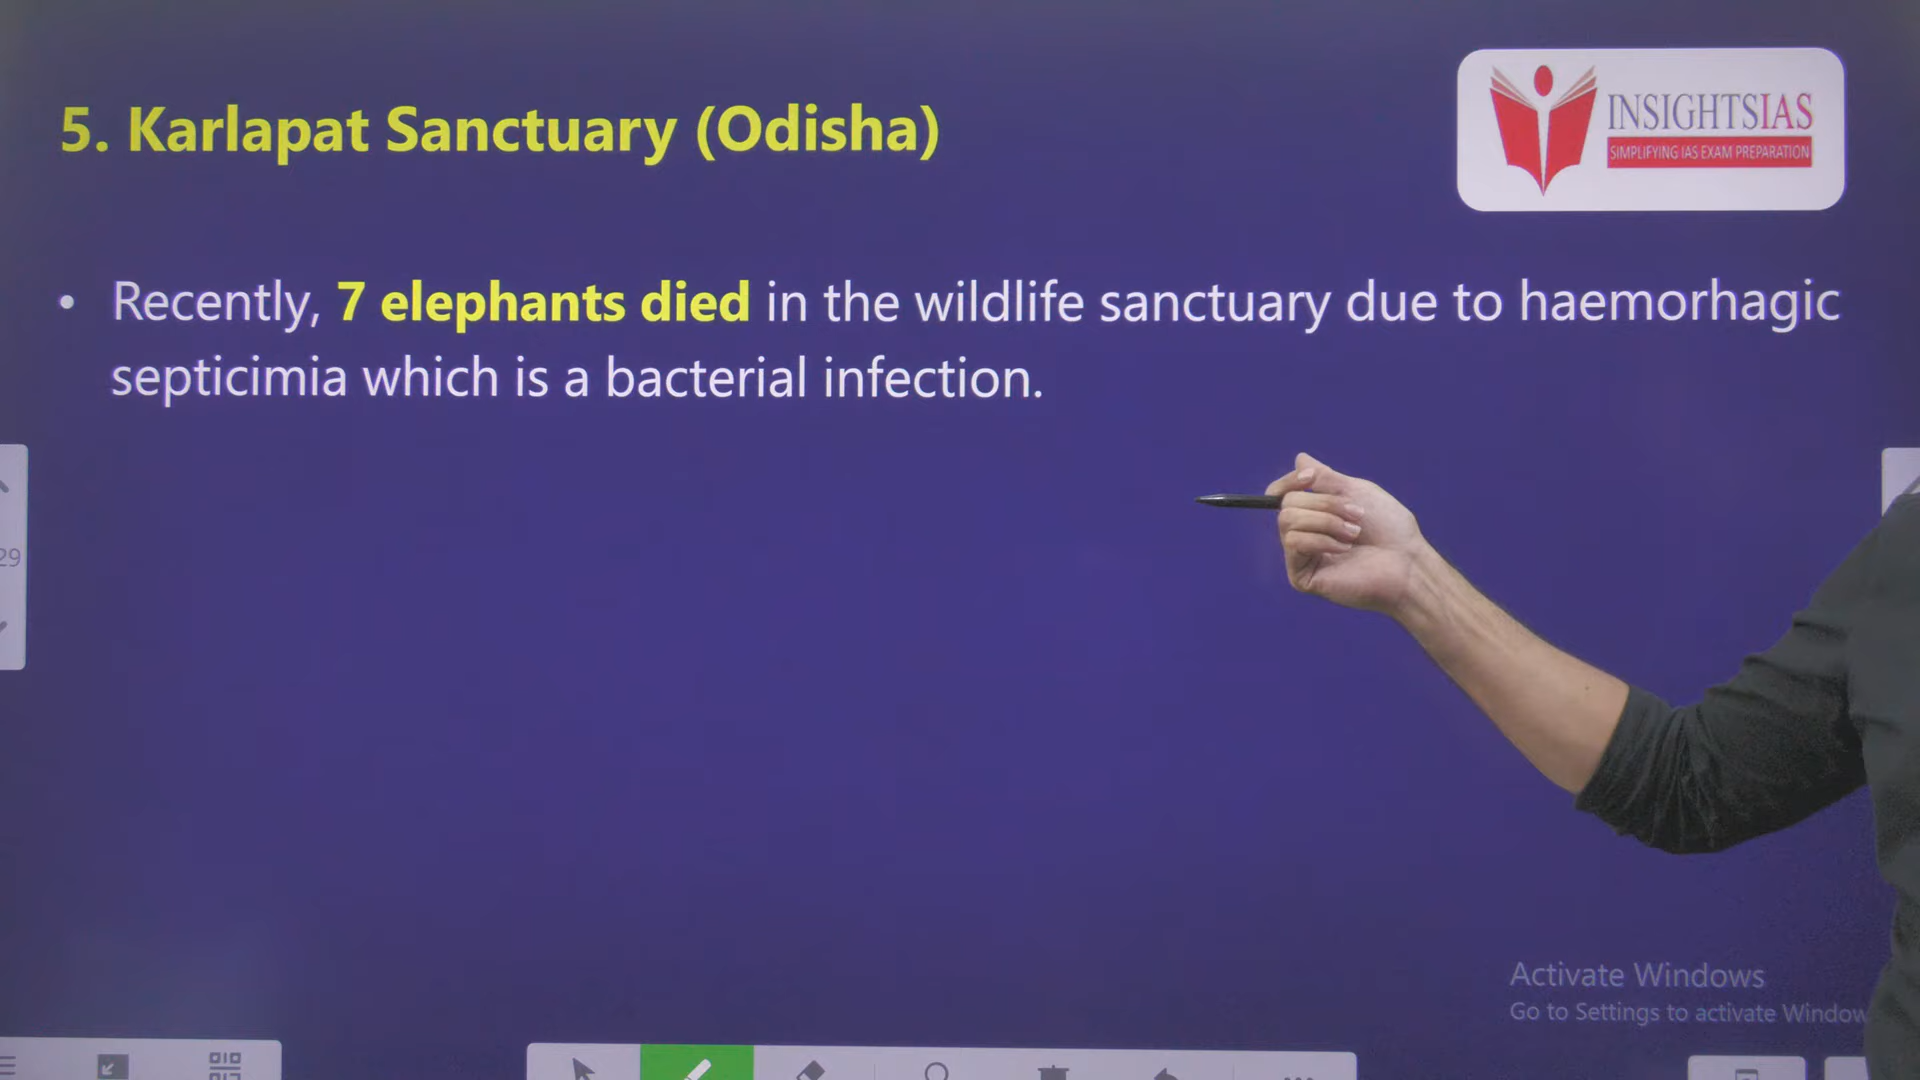 5. Karlapat Sanctuary (Odisha)
INSIGHTSIAS
SIMPLIFYING IAS EXAM PREPARATION
• Recently, 7 elephants died in the wildlife sanctuary due to haemorhagic
septicimia which is a bacterial infection.
29
Activate Windows
Go to Settings to activate Window